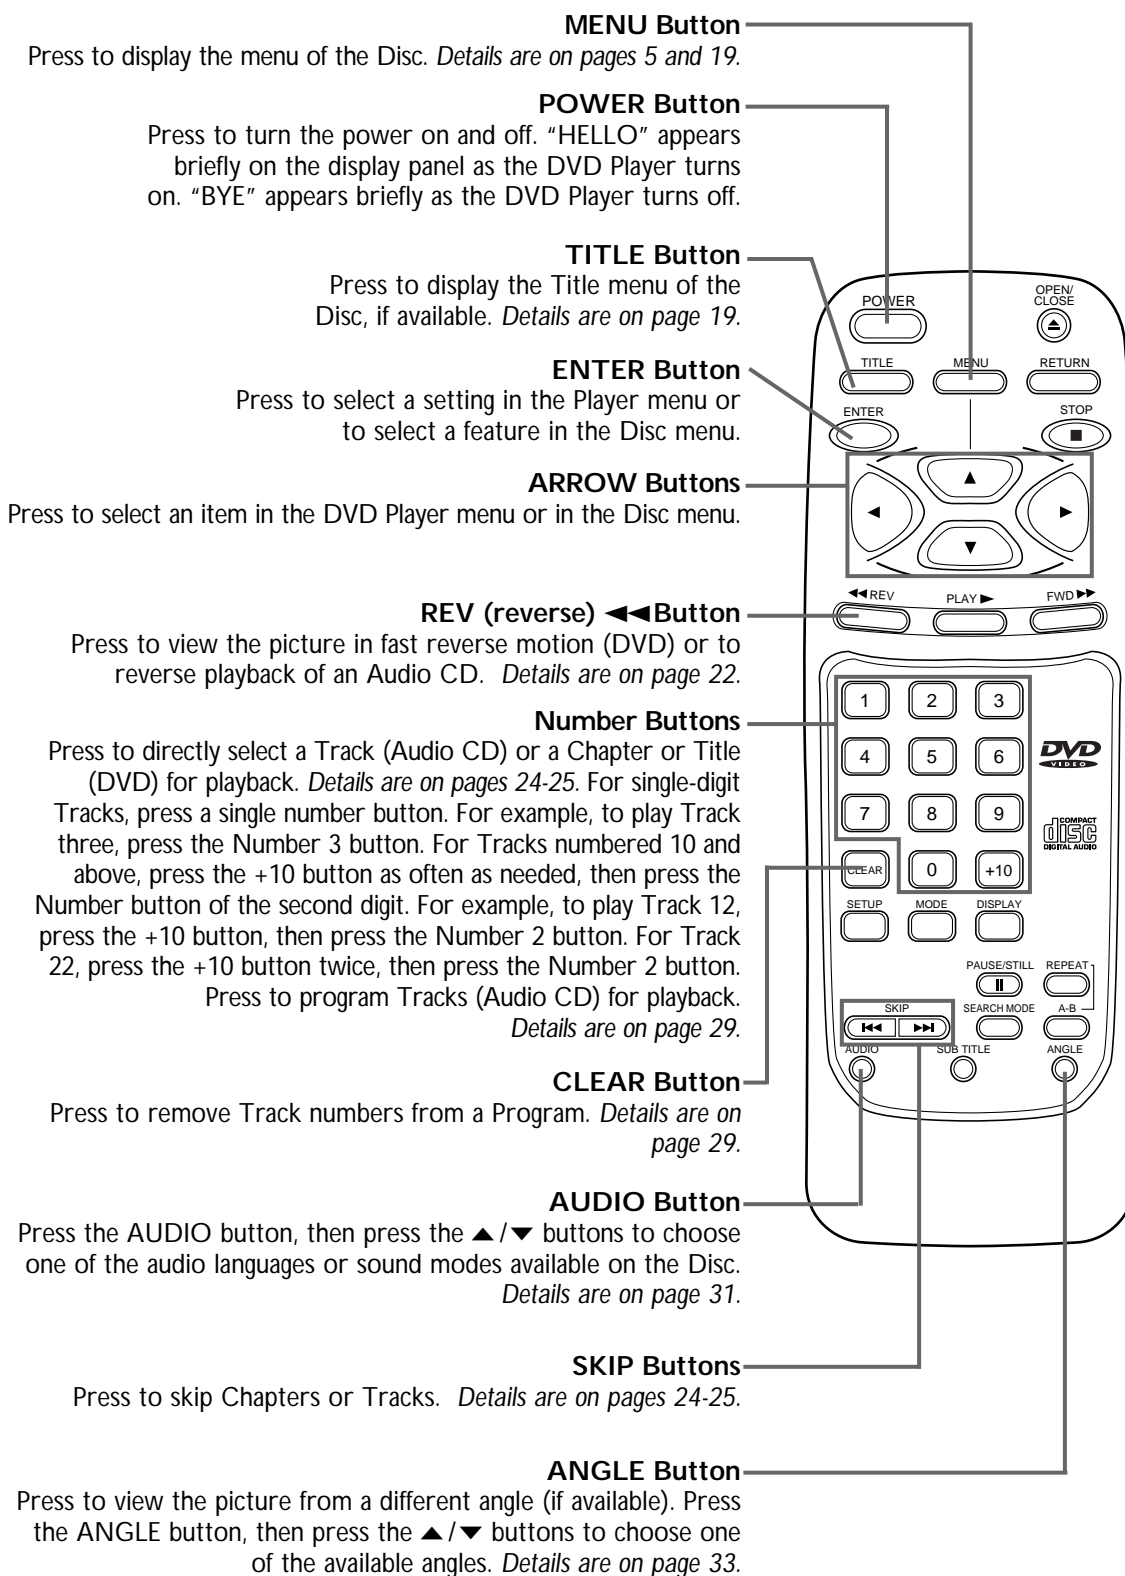 MENU Button
Press to display the menu of the Disc. Details are on pages 5 and 19.
POWER Button
Press to turn the power on and off. “HELLO” appears
briefly on the display panel as the DVD Player turns
on. “BYE” appears briefly as the DVD Player turns off.
TITLE Button
Press to display the Title menu of the
Disc, if available. Details are on page 19.
ENTER Button
Press to select a setting in the Player menu or
to select a feature in the Disc menu.
ARROW Buttons
Press to select an item in the DVD Player menu or in the Disc menu.
REV (reverse) ◄◄Button
Press to view the picture in fast reverse motion (DVD) or to
reverse playback of an Audio CD. Details are on page 22.
Number Buttons
Press to directly select a Track (Audio CD) or a Chapter or Title
(DVD) for playback. Details are on pages 24-25. For single-digit
Tracks, press a single number button. For example, to play Track
three, press the Number 3 button. For Tracks numbered 10 and
above, press the +10 button as often as needed, then press the
Number button of the second digit. For example, to play Track 12,
press the +10 button, then press the Number 2 button. For Track
22, press the +10 button twice, then press the Number 2 button.
Press to program Tracks (Audio CD) for playback.
Details are on page 29.
CLEAR Button
Press to remove Track numbers from a Program. Details are on
page 29.
AUDIO Button
Press the AUDIO button, then press the ▲/▼ buttons to choose
one of the audio languages or sound modes available on the Disc.
Details are on page 31.
SKIP Buttons
Press to skip Chapters or Tracks. Details are on pages 24-25.
ANGLE Button
Press to view the picture from a different angle (if available). Press
the ANGLE button, then press the ▲/▼ buttons to choose one
of the available angles. Details are on page 33.
POWER
OPEN/
CLOSE
TITLE MENU RETURN
ENTER STOP
◄◄ REV PLAY ► FWD ►►
1 2 3
4 5 6
DVD
VIDEO
7 8 9
COMPACT
disc
DIGITAL AUDIO
CLEAR 0 +10
SETUP MODE DISPLAY
PAUSE/STILL REPEAT
SKIP SEARCH MODE A-B
AUDIO SUB TITLE ANGLE